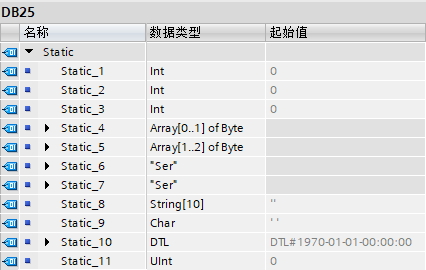 DB25
名称 数据类型 起始值
Static
Static_1 Int 0
Static_2 Int 0
Static_3 Int 0
Static_4 Array[0..1] of Byte
Static_5 Array[1..2] of Byte
Static_6 "Ser"
Static_7 "Ser"
Static_8 String[10] ''
Static_9 Char ' '
Static_10 DTL DTL#1970-01-01-00:00:00
Static_11 UInt 0